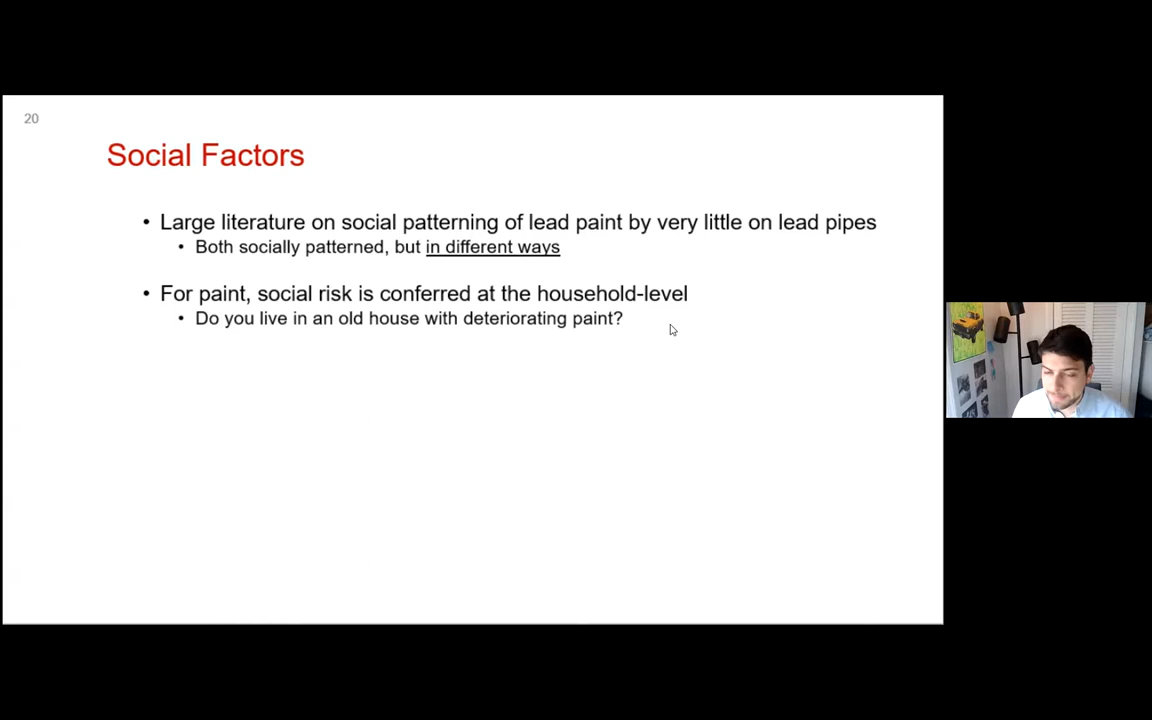 20
Social Factors
• Large literature on social patterning of lead paint by very little on lead pipes
• Both socially patterned, but in different ways
• For paint, social risk is conferred at the household-level
• Do you live in an old house with deteriorating paint?